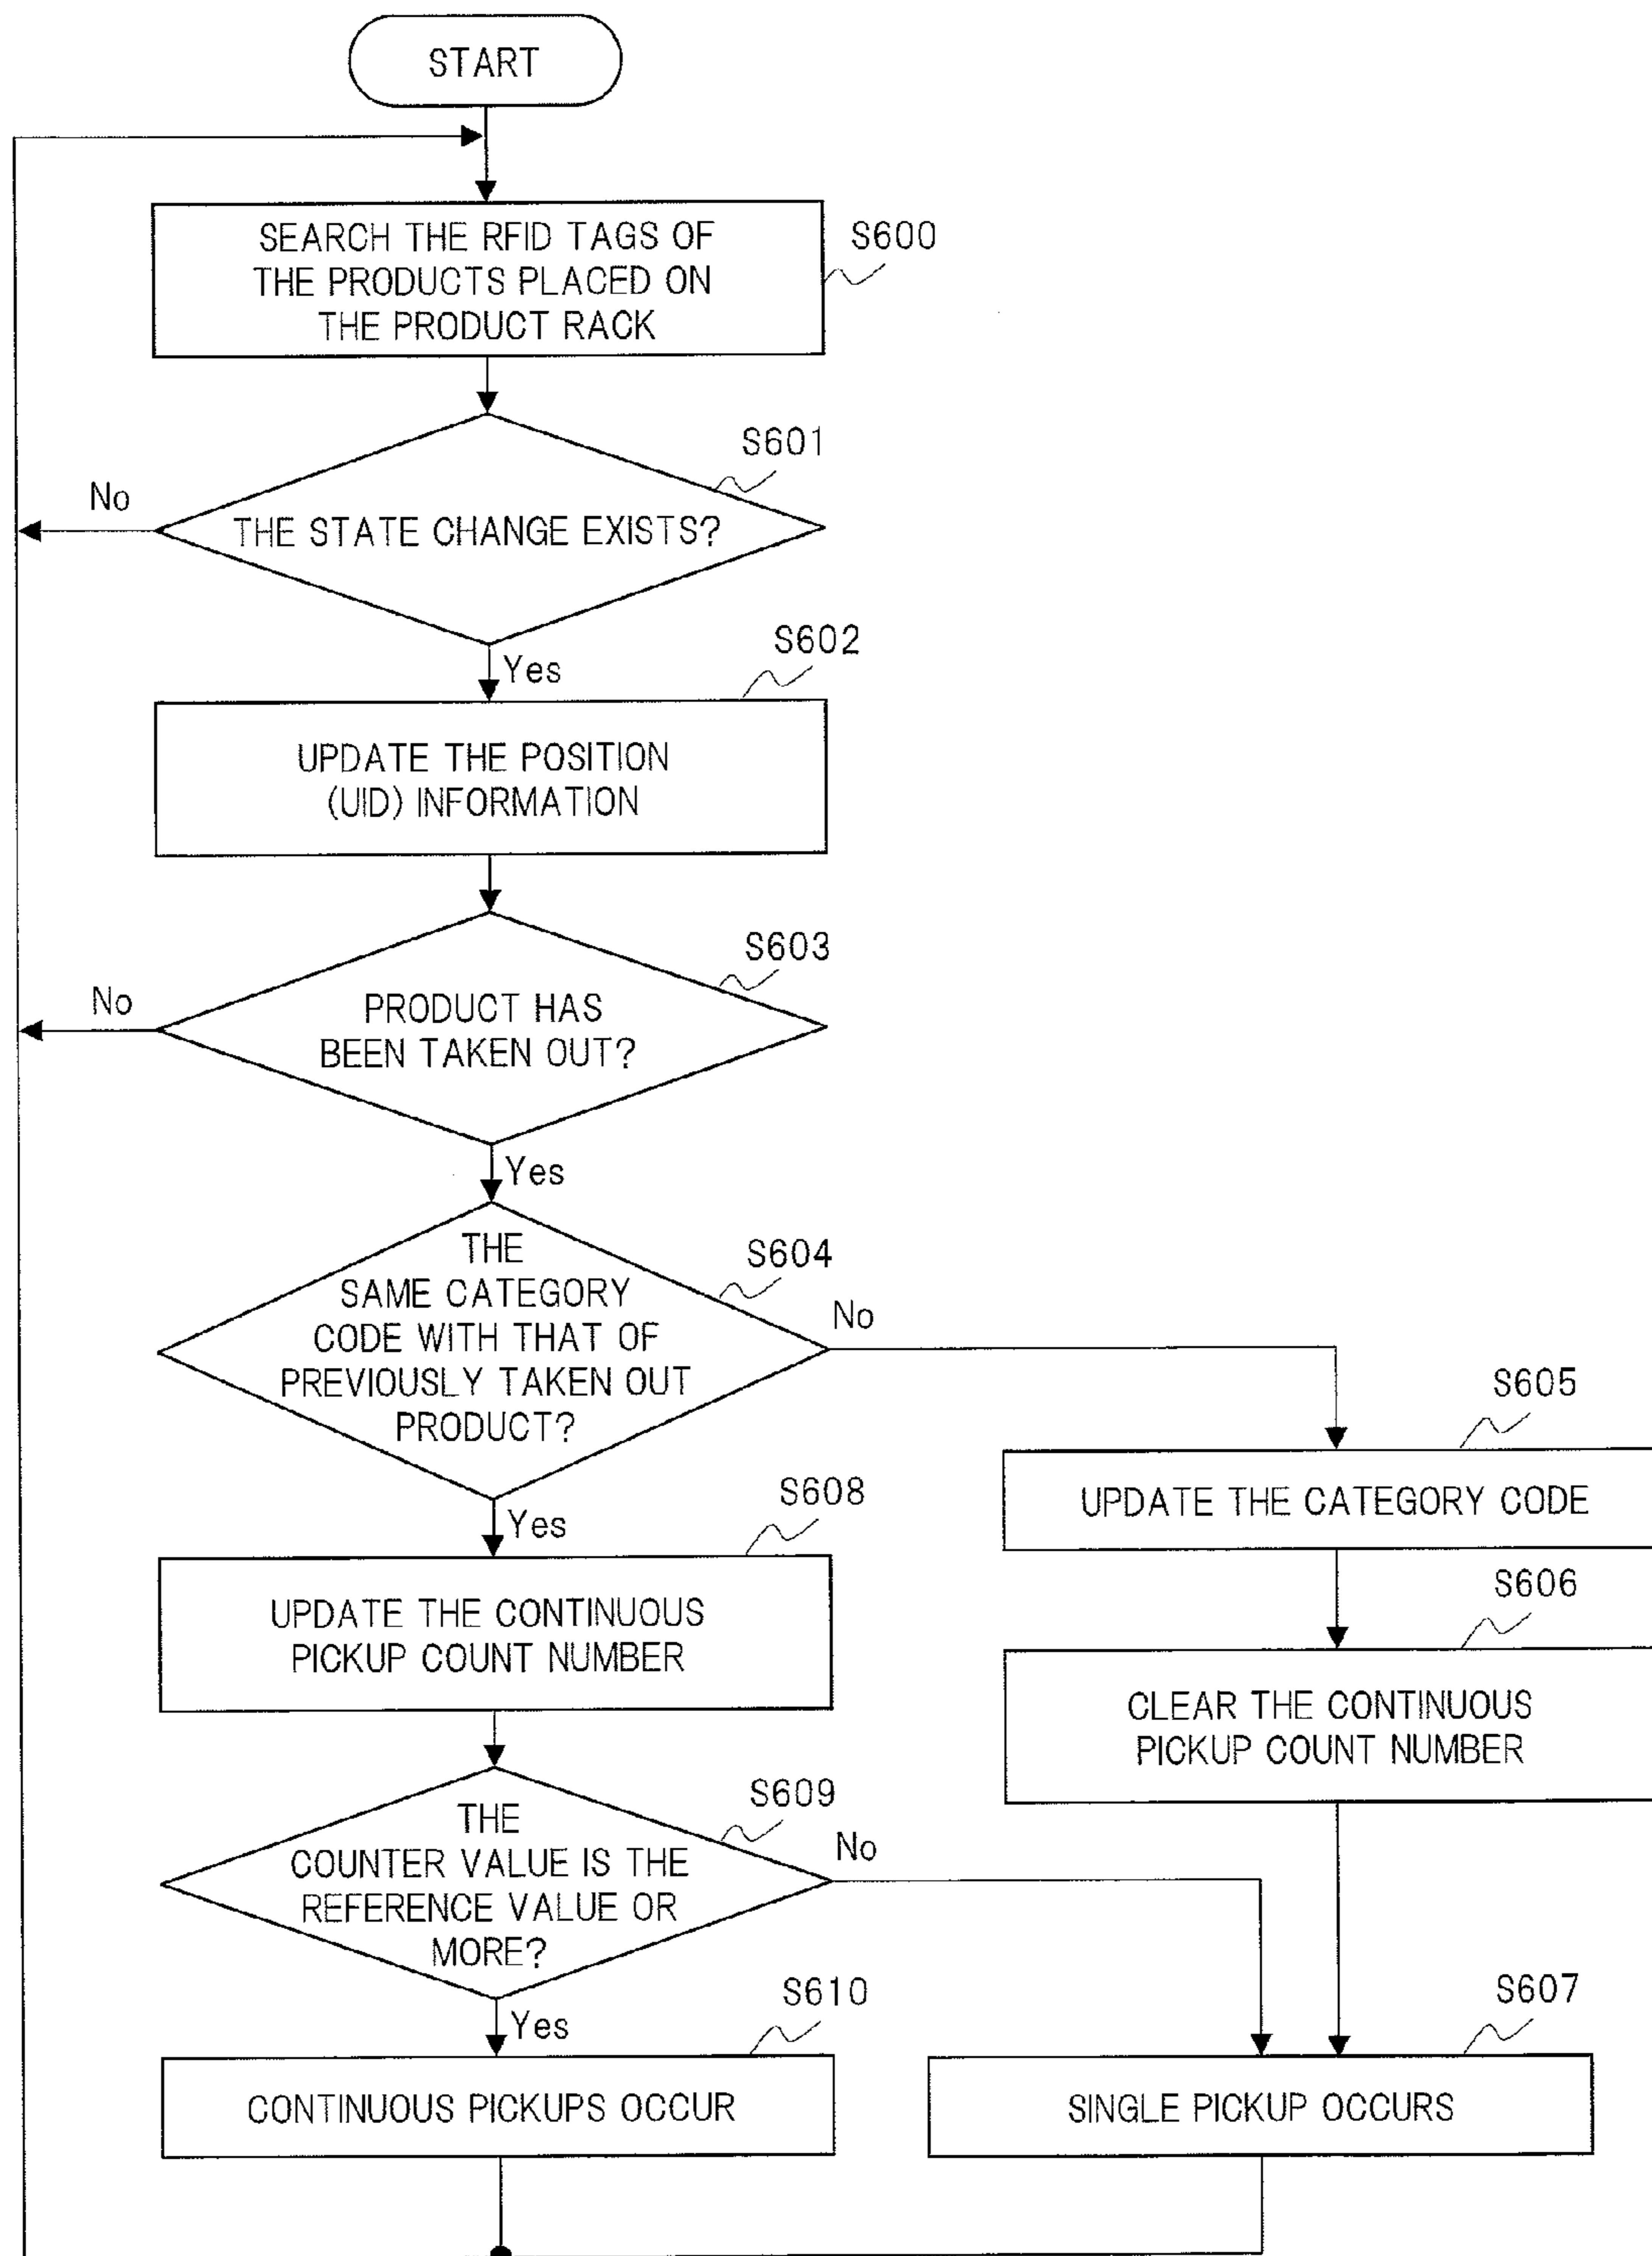 START
SEARCH THE RFID TAGS OF
THE PRODUCTS PLACED ON
THE PRODUCT RACK
S600
S601
No
THE STATE CHANGE EXISTS?
Yes
S602
UPDATE THE POSITION
(UID) INFORMATION
S603
No
PRODUCT HAS
BEEN TAKEN OUT?
Yes
S604
THE
SAME CATEGORY
CODE WITH THAT OF
PREVIOUSLY TAKEN OUT
PRODUCT?
No
S605
UPDATE THE CATEGORY CODE
Yes
S608
UPDATE THE CONTINUOUS
PICKUP COUNT NUMBER
S606
CLEAR THE CONTINUOUS
PICKUP COUNT NUMBER
S609
THE
COUNTER VALUE IS THE
REFERENCE VALUE OR
MORE?
No
Yes
S610
CONTINUOUS PICKUPS OCCUR
S607
SINGLE PICKUP OCCURS